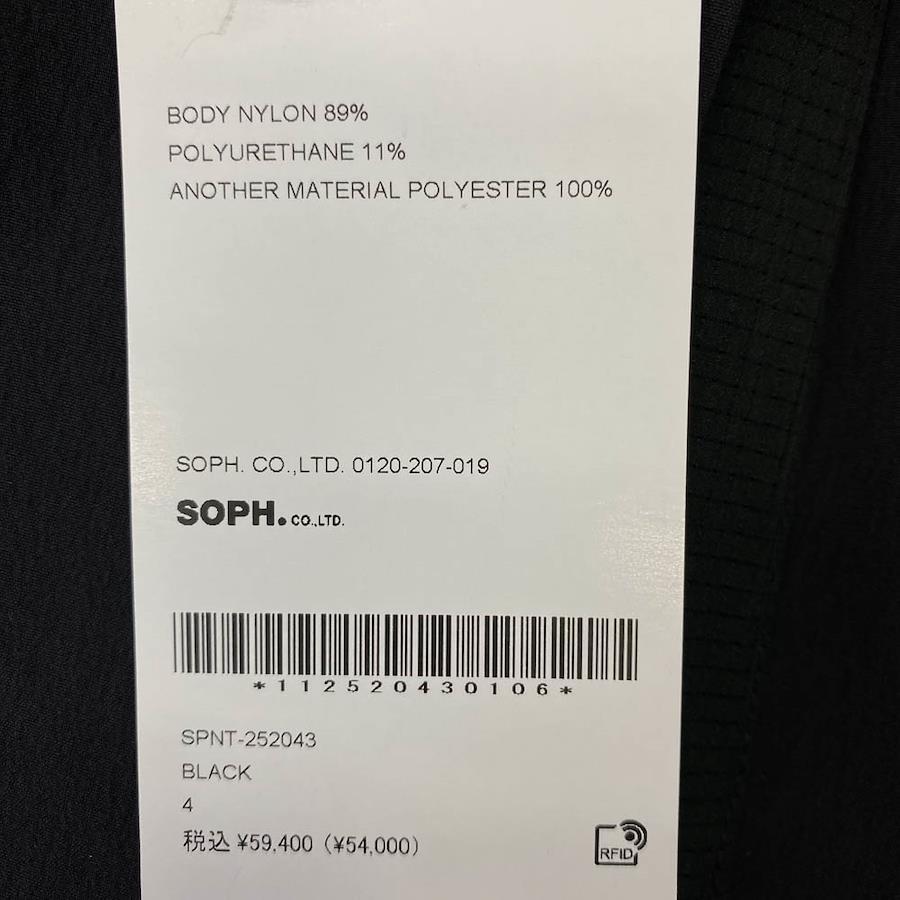 BODY NYLON 89%
POLYURETHANE 11%
ANOTHER MATERIAL POLYESTER 100%
SOPH. CO.,LTD. 0120-207-019
SOPH. CO.,LTD.
*112520430106*
SPNT-252043
BLACK
4
税込 ¥59,400 (¥54,000)
RFID